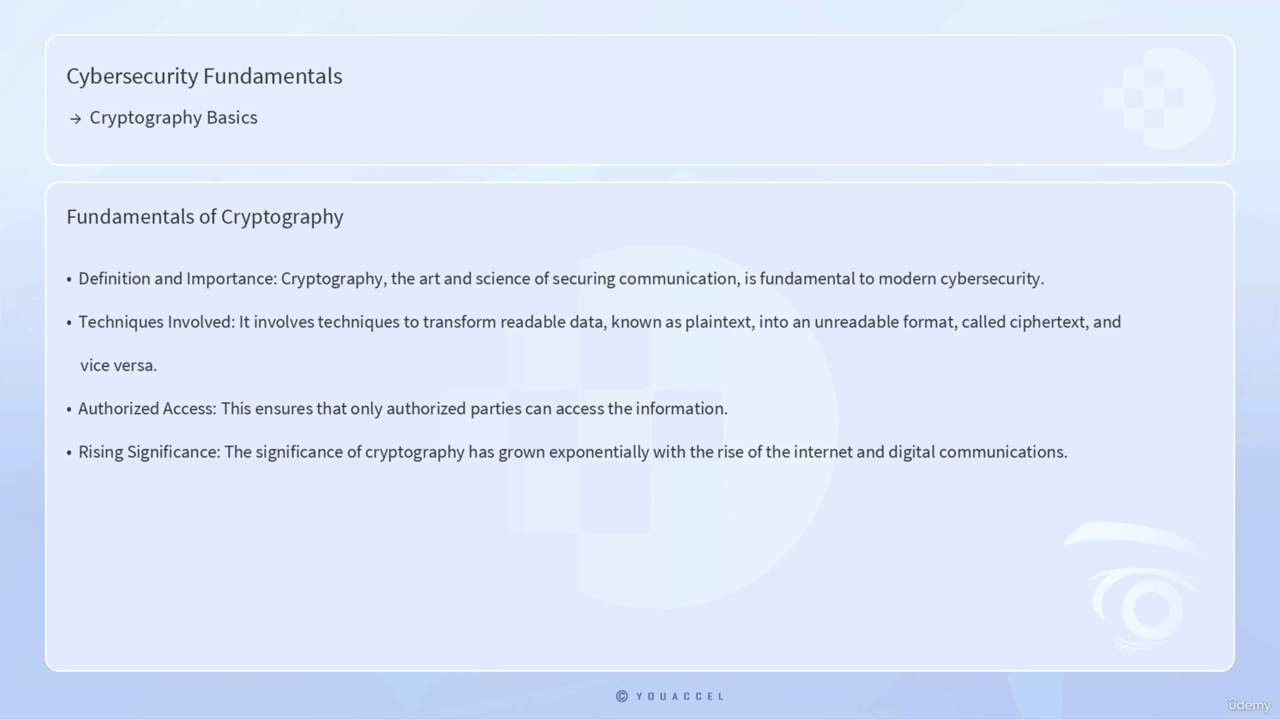 Cybersecurity Fundamentals
→ Cryptography Basics
Fundamentals of Cryptography
• Definition and Importance: Cryptography, the art and science of securing communication, is fundamental to modern cybersecurity.
• Techniques Involved: It involves techniques to transform readable data, known as plaintext, into an unreadable format, called ciphertext, and
vice versa.
• Authorized Access: This ensures that only authorized parties can access the information.
• Rising Significance: The significance of cryptography has grown exponentially with the rise of the internet and digital communications.
© YOUACCEL
ûdemy